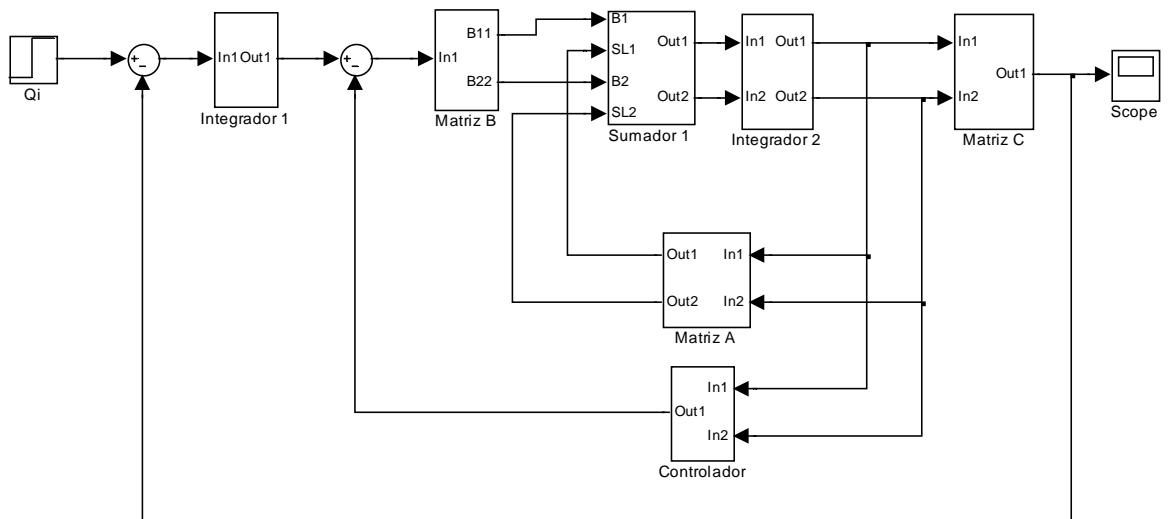 Qi
In1 Out1
Integrador 1
In1
B11
B22
Matriz B
B1
SL1
B2
SL2
Out1
Out2
Sumador 1
In1 Out1
In2 Out2
Integrador 2
In1
In2
Out1
Matriz C
Scope
Out1 In1
Out2 In2
Matriz A
In1
Out1
In2
Controlador